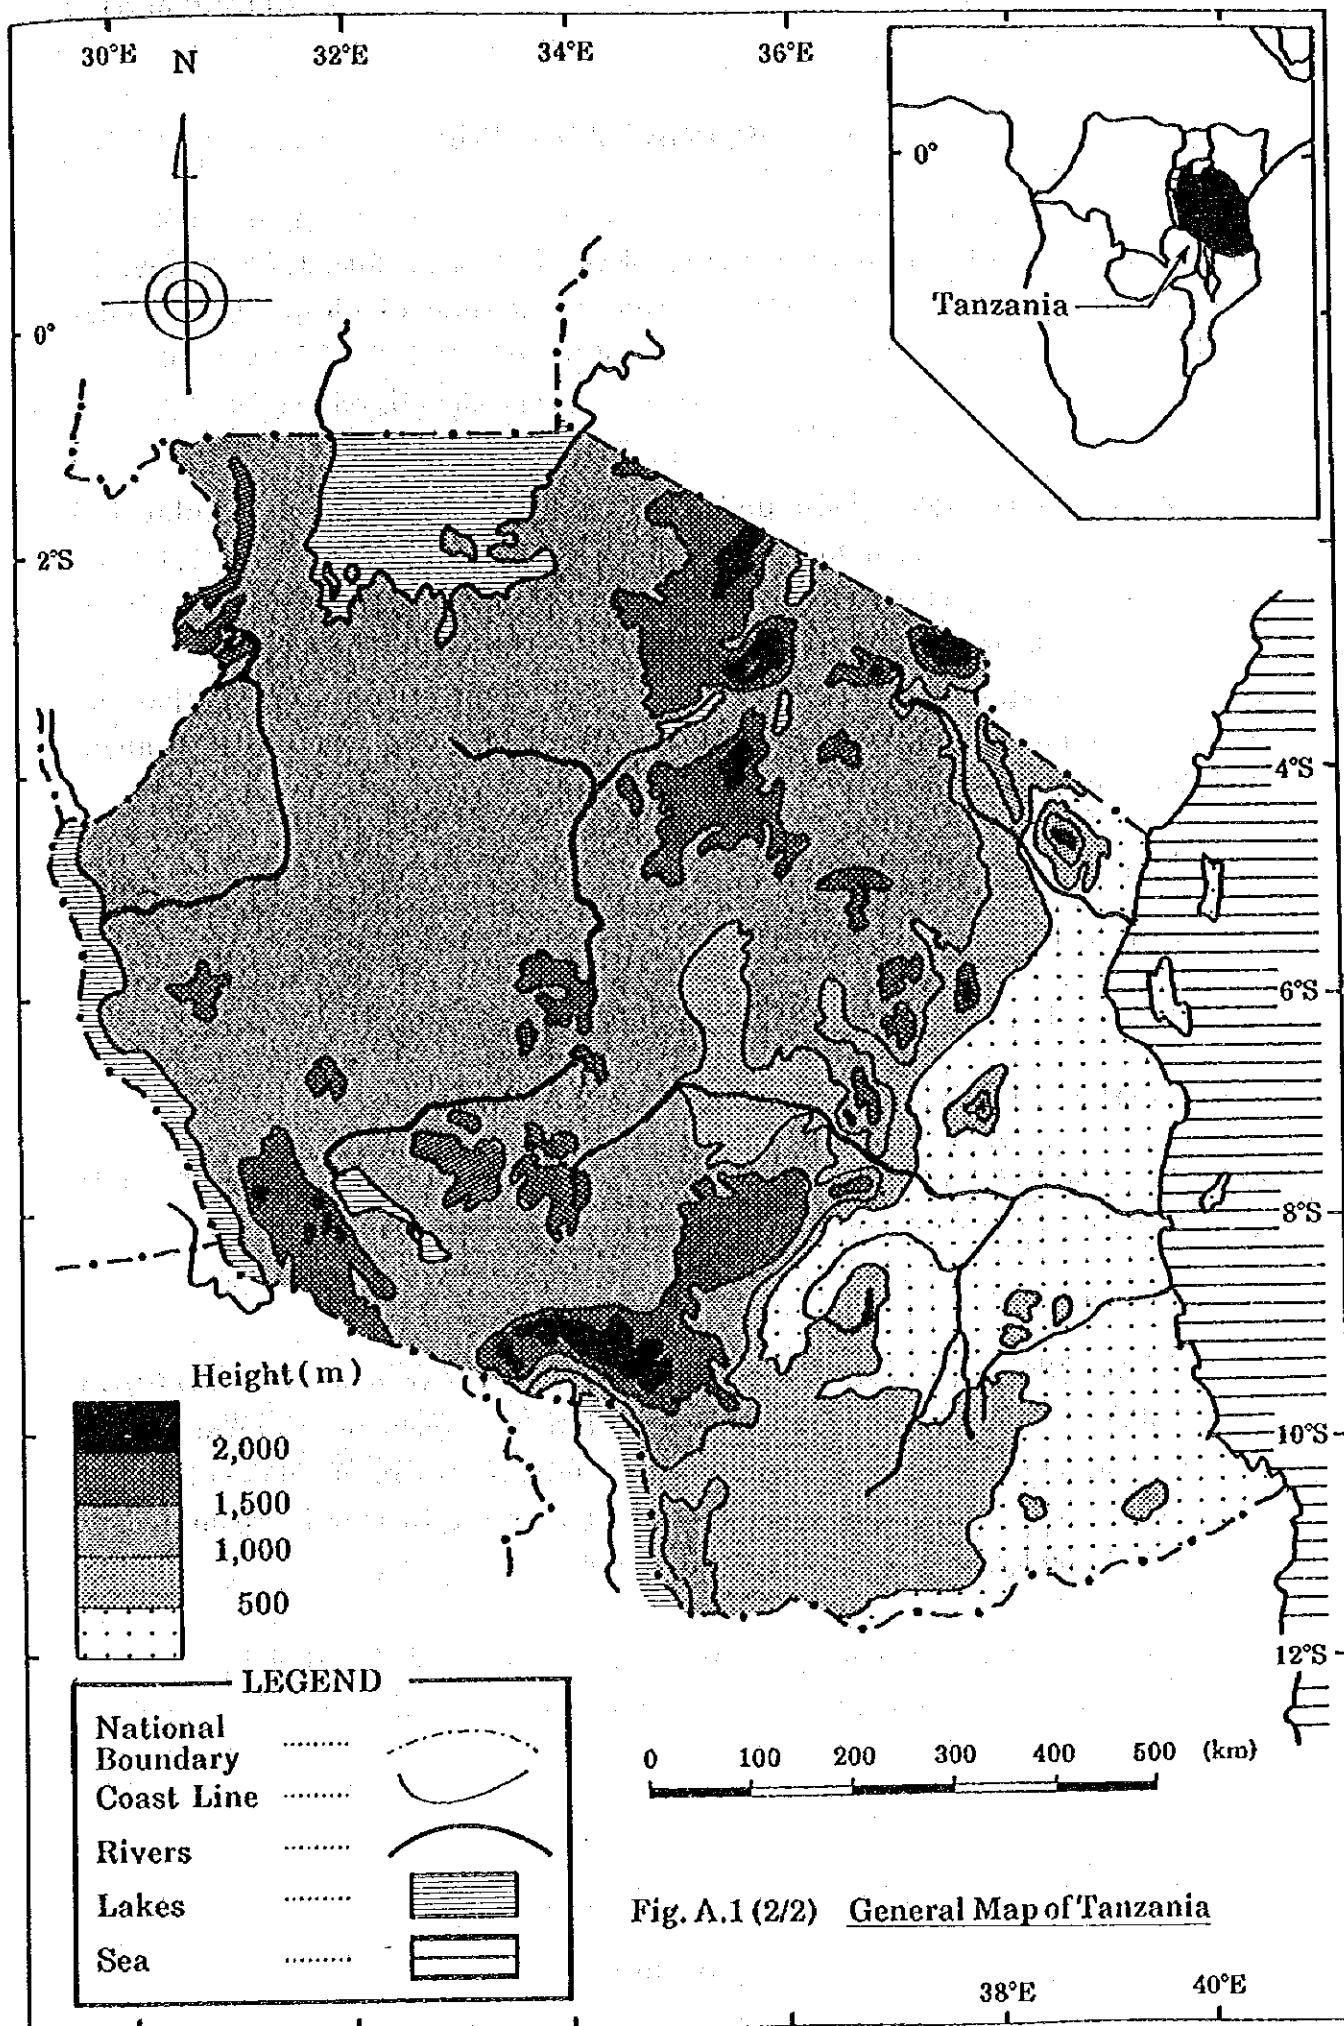 30°E
N
32°E
34°E
36°E
0°
Tanzania
0°
2°S
4°S
6°S
8°S
10°S
12°S
Height (m)
2,000
1,500
1,000
500
LEGEND
National
Boundary ........
Coast Line ........
Rivers ........
Lakes ........
Sea ........
0 100 200 300 400 500 (km)
Fig. A.1 (2/2) General Map of Tanzania
38°E
40°E